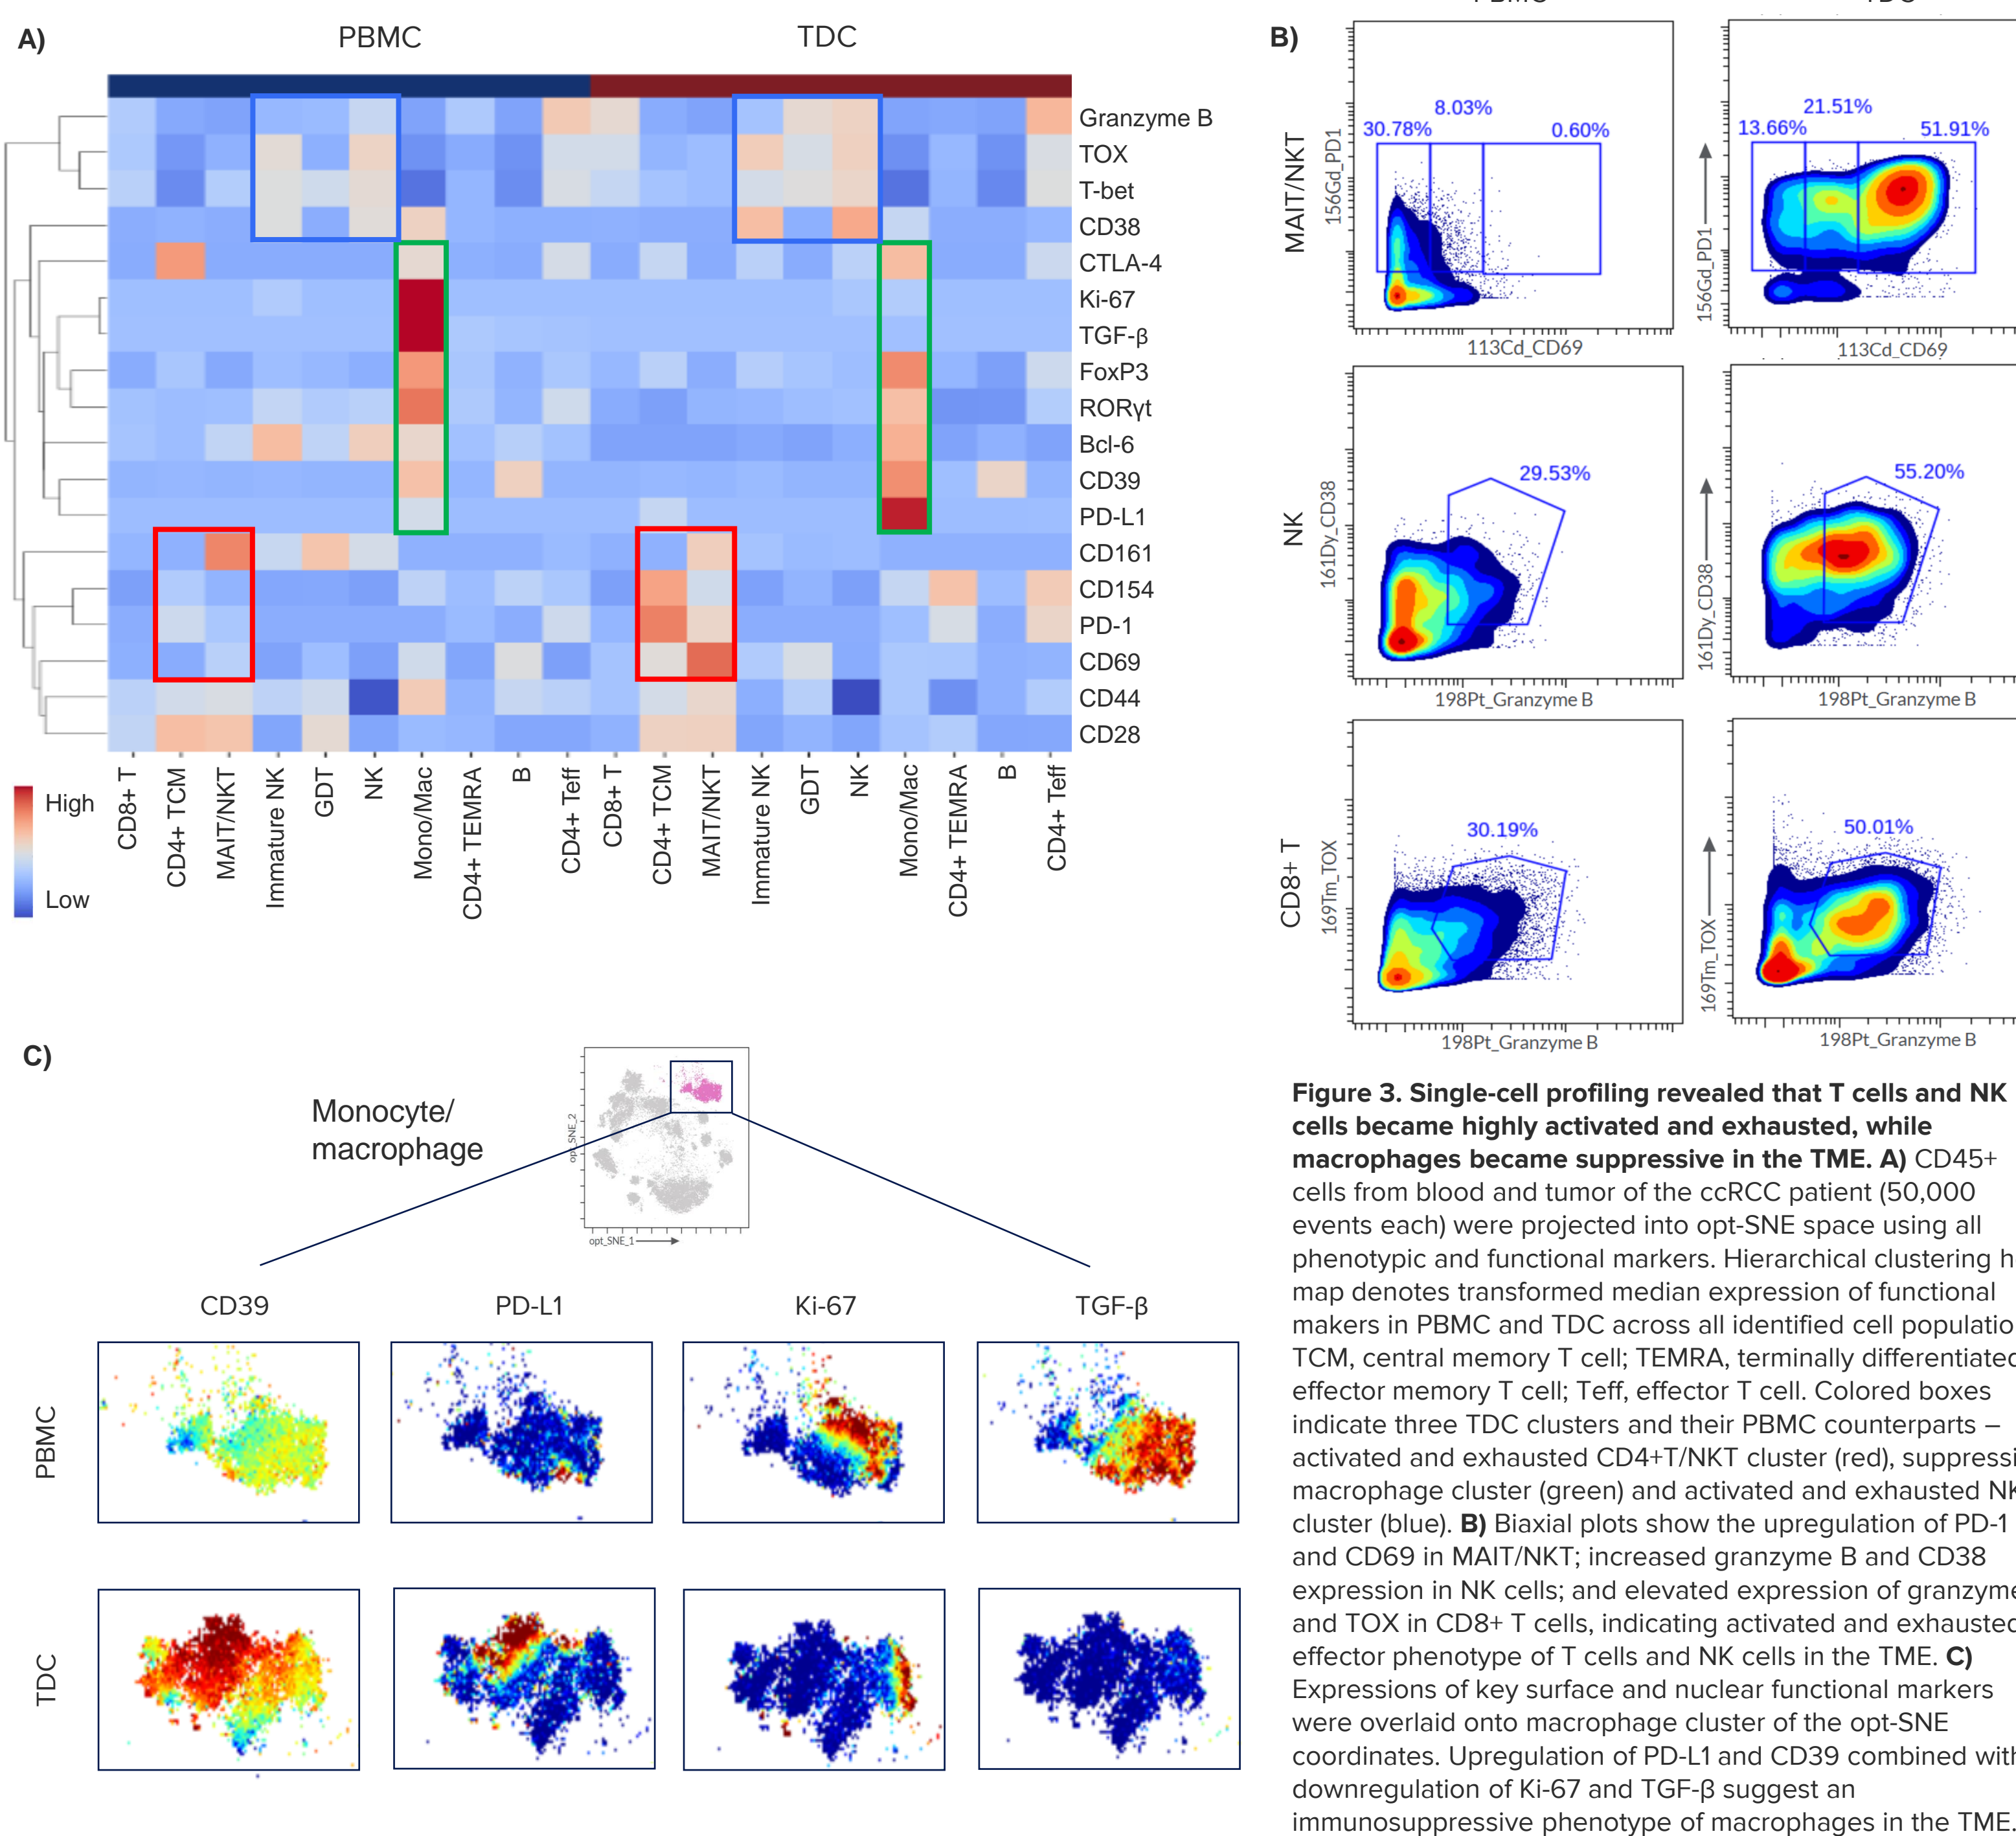 A)
PBMC
TDC
Granzyme B
TOX
T-bet
CD38
CTLA-4
Ki-67
TGF-β
FoxP3
RORγt
Bcl-6
CD39
PD-L1
CD161
CD154
PD-1
CD69
CD44
CD28
High
Low
CD8+ T
CD4+ TCM
MAIT/NKT
Immature NK
GDT
NK
Mono/Mac
CD4+ TEMRA
B
CD4+ Teff
CD8+ T
CD4+ TCM
MAIT/NKT
Immature NK
GDT
NK
Mono/Mac
CD4+ TEMRA
B
CD4+ Teff
B)
MAIT/NKT
156Gd_PD1
30.78%
8.03%
0.60%
113Cd_CD69
156Gd_PD1
13.66%
21.51%
51.91%
113Cd_CD69
NK
161Dy_CD38
29.53%
198Pt_Granzyme B
161Dy_CD38
55.20%
198Pt_Granzyme B
CD8+ T
169Tm_TOX
30.19%
198Pt_Granzyme B
169Tm_TOX
50.01%
198Pt_Granzyme B
C)
Monocyte/
macrophage
opt_SNE_2
opt_SNE_1
CD39
PD-L1
Ki-67
TGF-β
PBMC
TDC
Figure 3. Single-cell profiling revealed that T cells and NK
cells became highly activated and exhausted, while
macrophages became suppressive in the TME. A) CD45+
cells from blood and tumor of the ccRCC patient (50,000
events each) were projected into opt-SNE space using all
phenotypic and functional markers. Hierarchical clustering h
map denotes transformed median expression of functional
makers in PBMC and TDC across all identified cell populatio
TCM, central memory T cell; TEMRA, terminally differentiated
effector memory T cell; Teff, effector T cell. Colored boxes
indicate three TDC clusters and their PBMC counterparts –
activated and exhausted CD4+T/NKT cluster (red), suppressi
macrophage cluster (green) and activated and exhausted NK
cluster (blue). B) Biaxial plots show the upregulation of PD-1
and CD69 in MAIT/NKT; increased granzyme B and CD38
expression in NK cells; and elevated expression of granzyme
and TOX in CD8+ T cells, indicating activated and exhausted
effector phenotype of T cells and NK cells in the TME. C)
Expressions of key surface and nuclear functional markers
were overlaid onto macrophage cluster of the opt-SNE
coordinates. Upregulation of PD-L1 and CD39 combined with
downregulation of Ki-67 and TGF-β suggest an
immunosuppressive phenotype of macrophages in the TME.